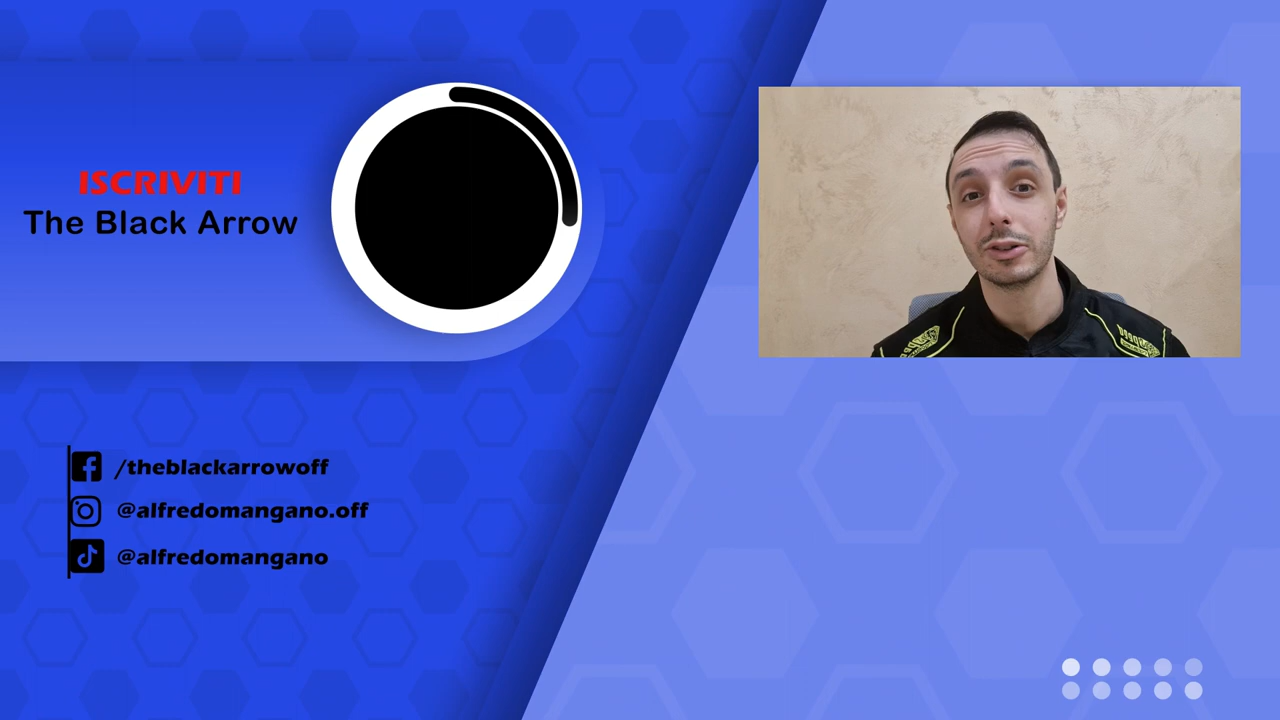 ISCRIVITI
The Black Arrow
/theblackarrowoff
@alfredomangano.off
@alfredomangano